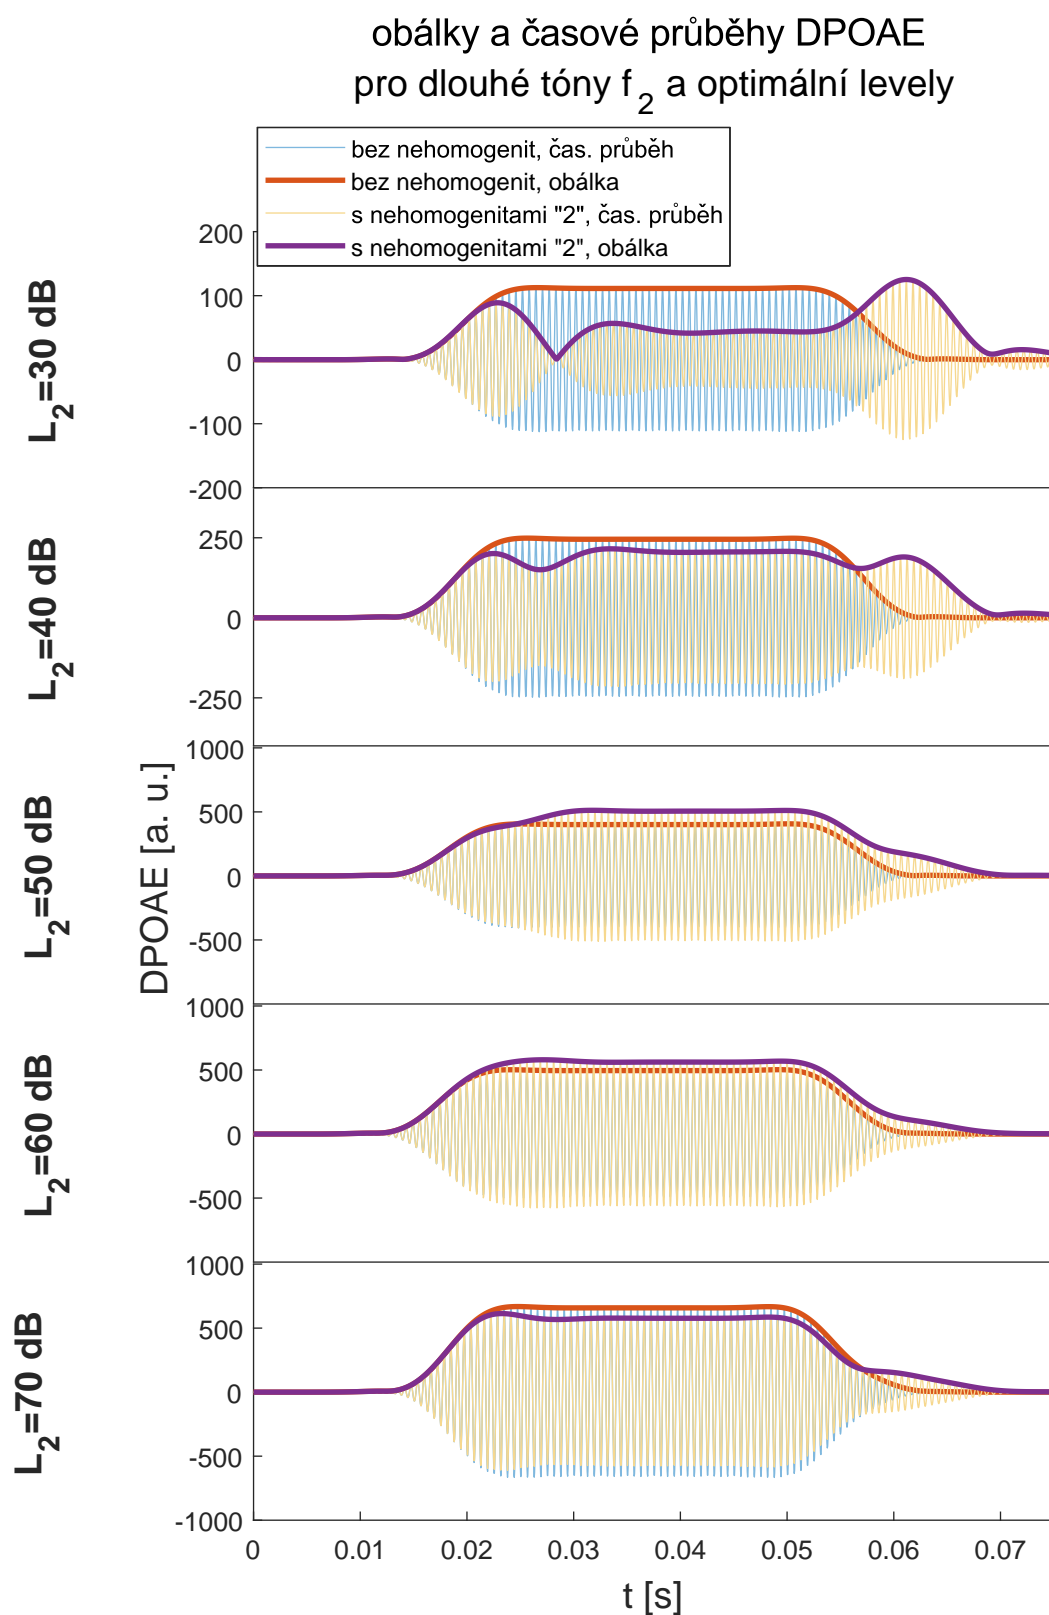 obálky a časové průběhy DPOAE
pro dlouhé tóny f2 a optimální levely
bez nehomogenit, čas. průběh
bez nehomogenit, obálka
s nehomogenitami "2", čas. průběh
s nehomogenitami "2", obálka
L2=30 dB
200
100
0
-100
-200
L2=40 dB
250
0
-250
DPOAE [a. u.]
L2=50 dB
1000
500
0
-500
L2=60 dB
1000
500
0
-500
L2=70 dB
1000
500
0
-500
-1000
0 0.01 0.02 0.03 0.04 0.05 0.06 0.07
t [s]